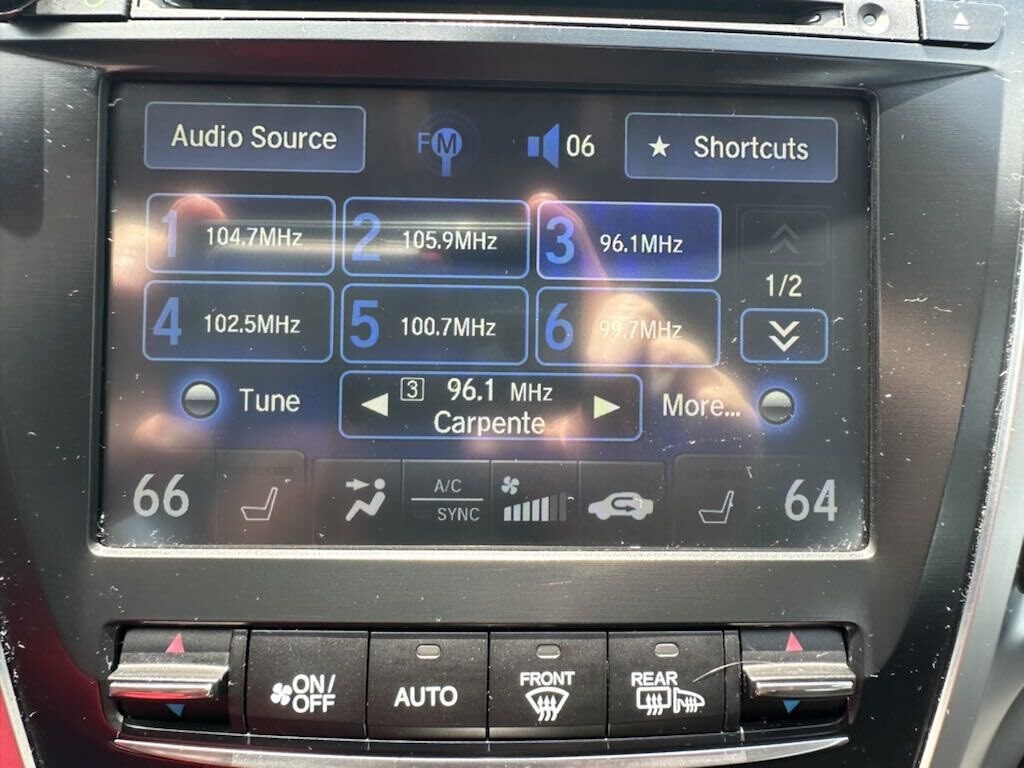 Audio Source
FM
06
★ Shortcuts
1 104.7MHz
2 105.9MHz
3 96.1MHz
1/2
4 102.5MHz
5 100.7MHz
6 99.7MHz
Tune
3 96.1 MHz
Carpente
More...
66
A/C
SYNC
64
ON/
OFF
AUTO
FRONT
REAR